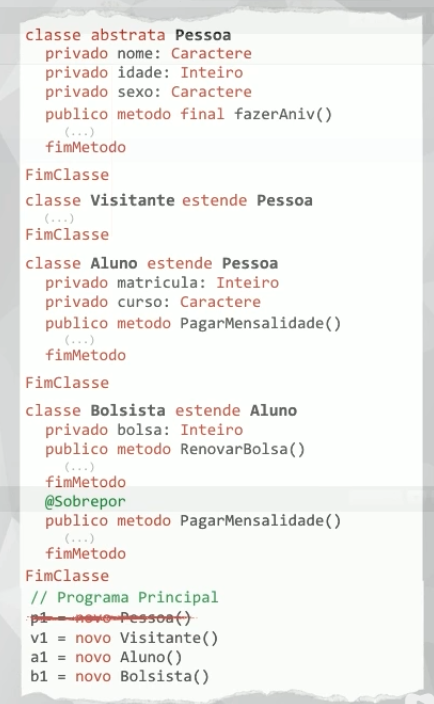 classe abstrata Pessoa
privado nome: Caractere
privado idade: Inteiro
privado sexo: Caractere
publico metodo final fazerAniv()
(...)
fimMetodo
FimClasse
classe Visitante estende Pessoa
(...)
FimClasse
classe Aluno estende Pessoa
privado matricula: Inteiro
privado curso: Caractere
publico metodo PagarMensalidade()
(...)
fimMetodo
FimClasse
classe Bolsista estende Aluno
privado bolsa: Inteiro
publico metodo RenovarBolsa()
(...)
fimMetodo
@Sobrepor
publico metodo PagarMensalidade()
(...)
fimMetodo
FimClasse
// Programa Principal
p1 = novo Pessoa()
v1 = novo Visitante()
a1 = novo Aluno()
b1 = novo Bolsista()